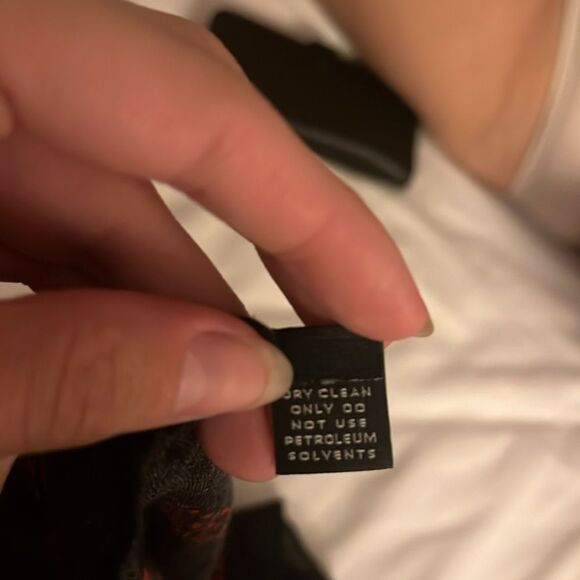 DRY CLEAN
ONLY DO
NOT USE
PETROLEUM
SOLVENTS